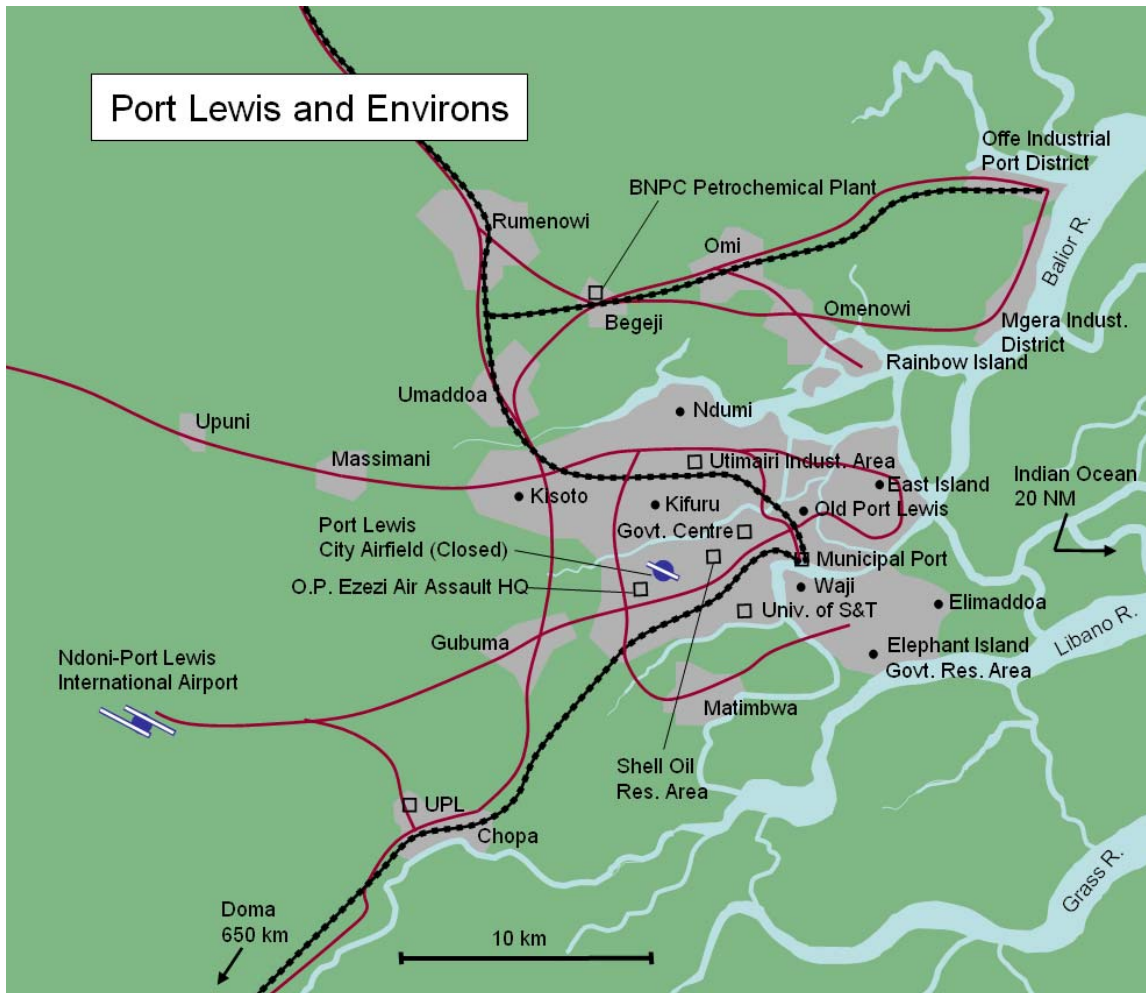 Port Lewis and Environs
Offe Industrial
Port District
BNPC Petrochemical Plant
Rumenowi
Omi
Balior R.
Begeji
Omenowi
Mgera Indust.
District
Rainbow Island
Umaddoa
Ndumi
Upuni
Massimani
Utimairi Indust. Area
Indian Ocean
20 NM
Kisoto
Kifuru
East Island
Old Port Lewis
Port Lewis
City Airfield (Closed)
Govt. Centre
Municipal Port
O.P. Ezezi Air Assault HQ
Waji
Univ. of S&T
Elimaddoa
Libano R.
Gubuma
Elephant Island
Govt. Res. Area
Ndoni-Port Lewis
International Airport
Matimbwa
Shell Oil
Res. Area
UPL
Chopa
Grass R.
Doma
650 km
10 km